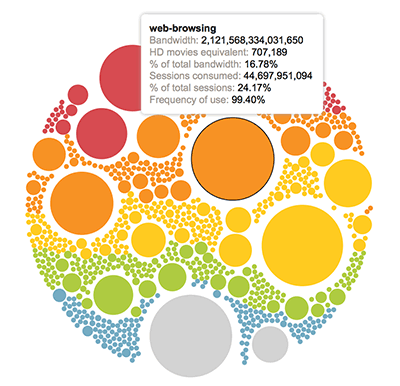 web-browsing
Bandwidth: 2,121,568,334,031,650
HD movies equivalent: 707,189
% of total bandwidth: 16.78%
Sessions consumed: 44,697,951,094
% of total sessions: 24.17%
Frequency of use: 99.40%